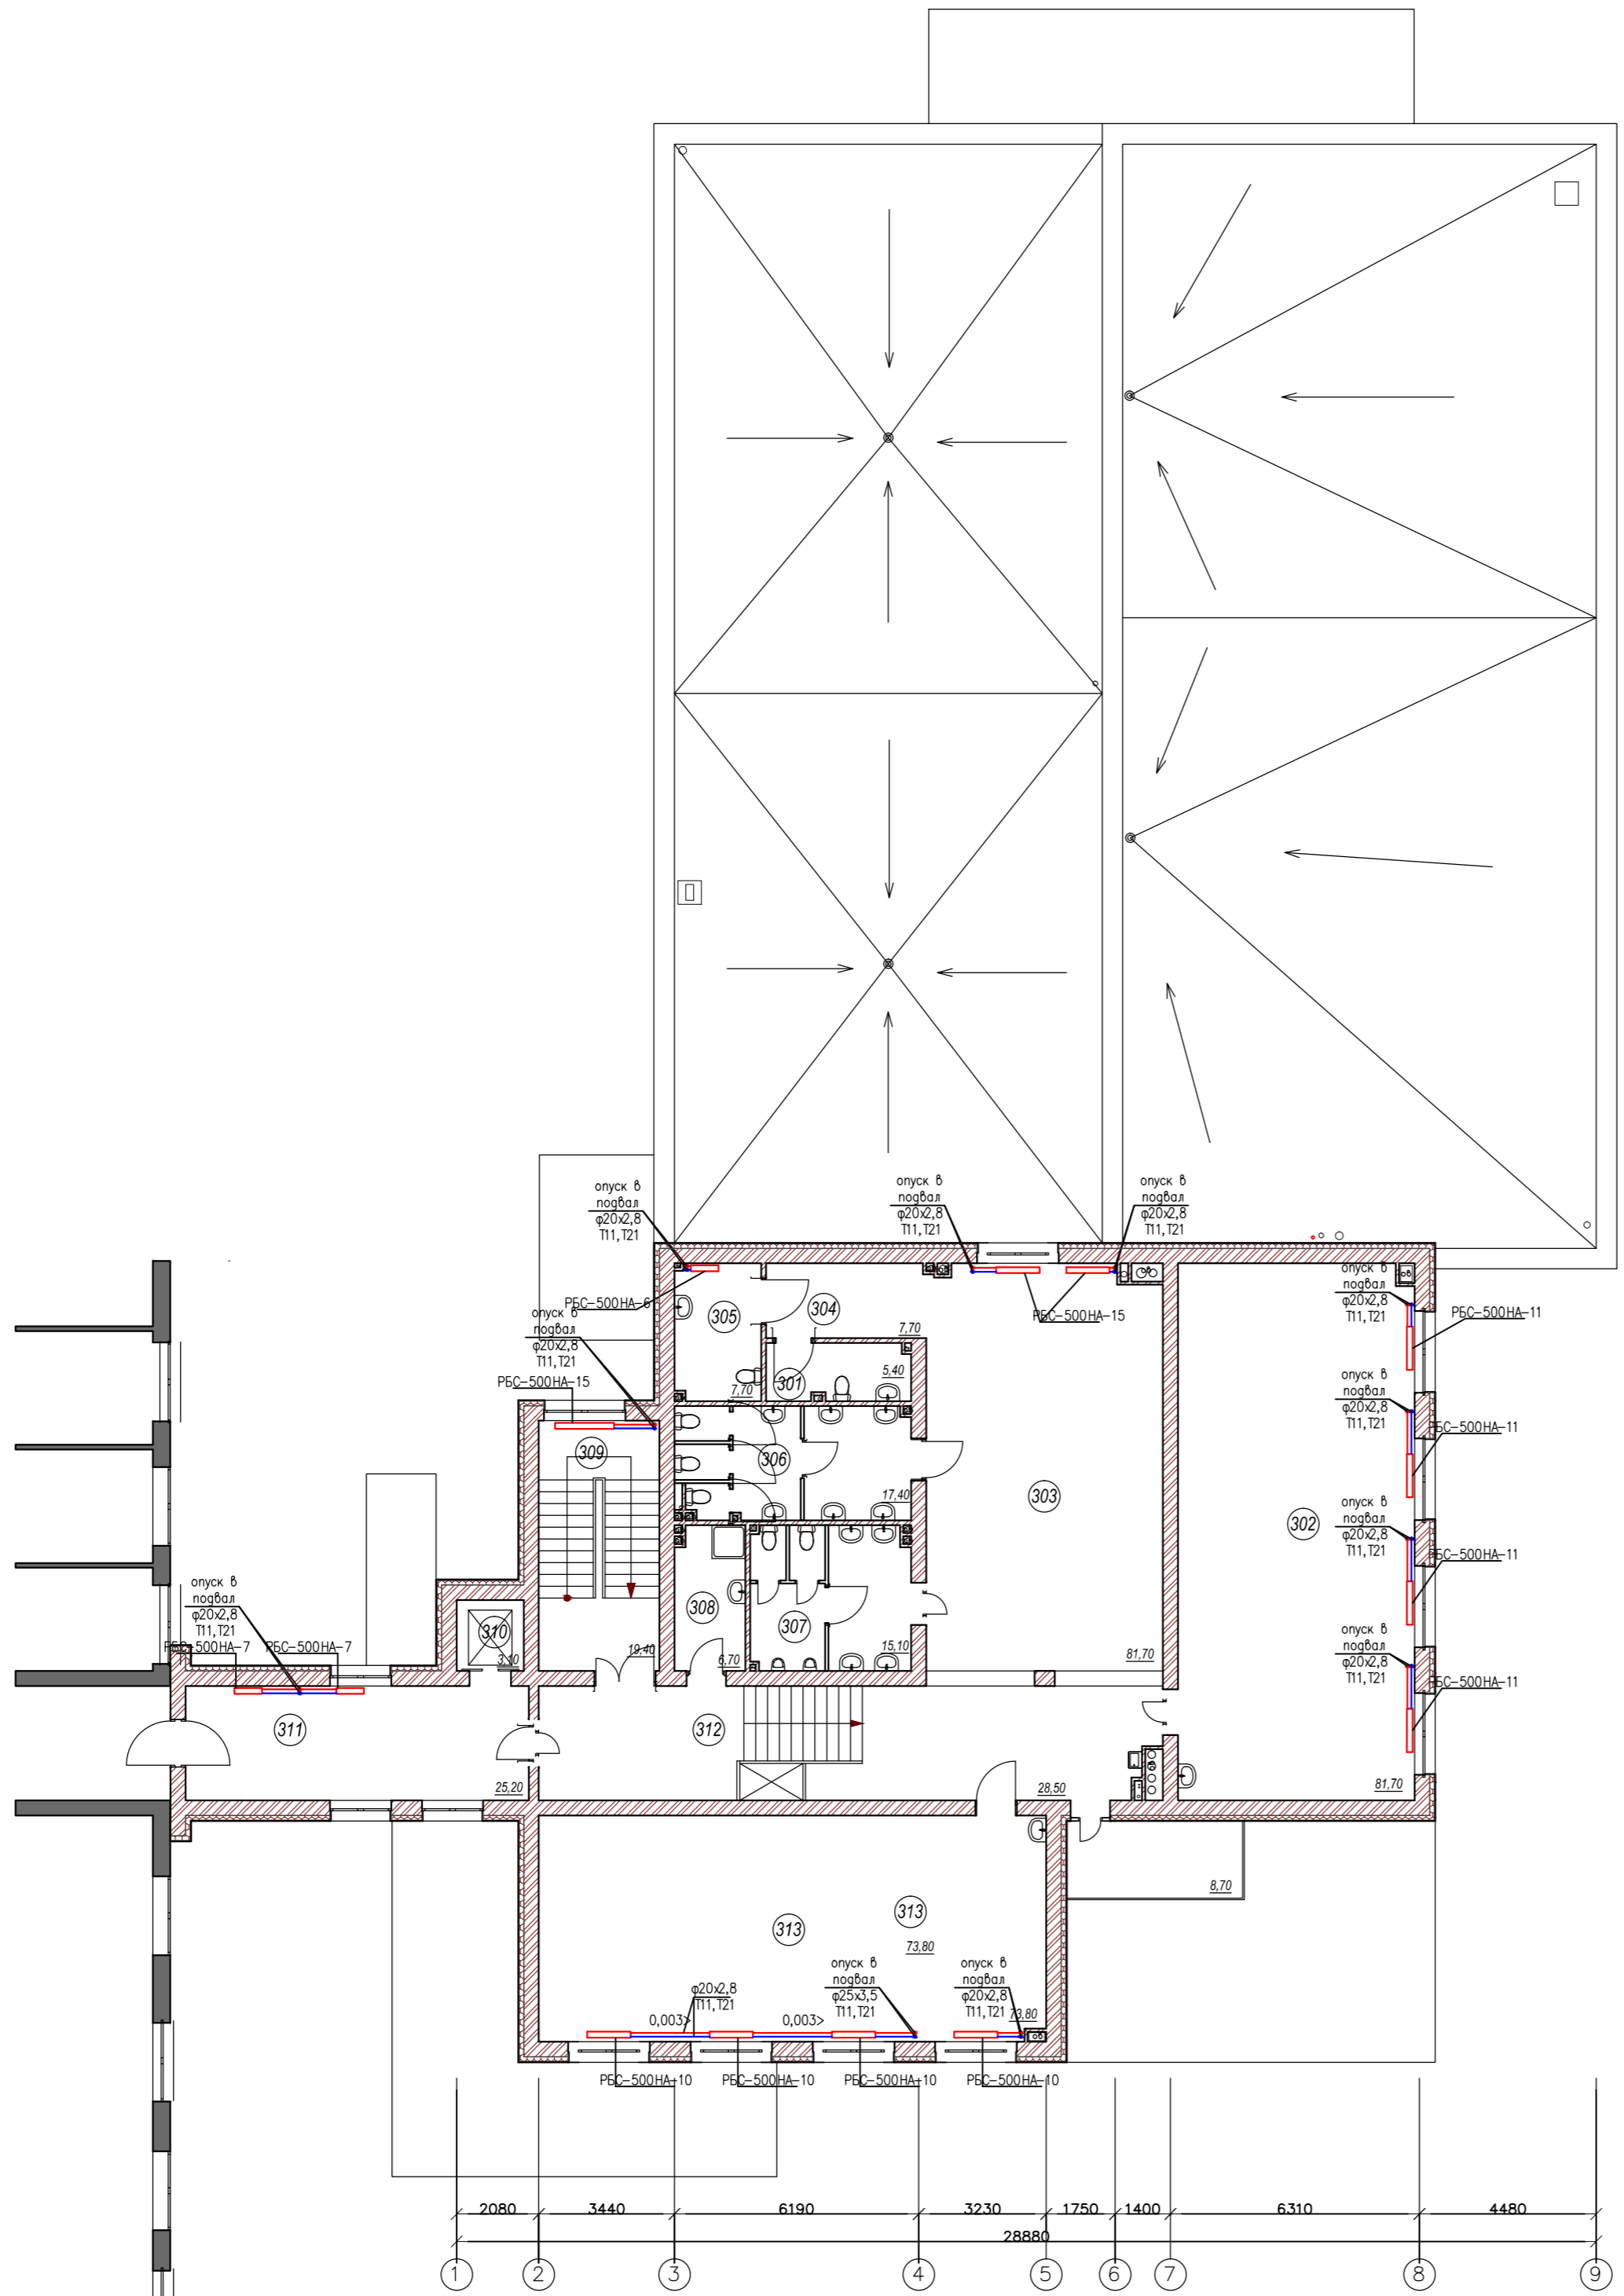 опуск в
подвал
φ20х2,8
Т11,Т21
опуск в
подвал
φ20х2,8
Т11,Т21
опуск в
подвал
φ20х2,8
Т11,Т21
РБС-500НА-6
305
304
7,70
РБС-500НА-15
опуск в
подвал
φ20х2,8
Т11,Т21
РБС-500НА-11
опуск в
подвал
φ20х2,8
Т11,Т21
РБС-500НА-15
7,70
301
5,40
опуск в
подвал
φ20х2,8
Т11,Т21
РБС-500НА-11
309
306
17,40
303
302
опуск в
подвал
φ20х2,8
Т11,Т21
РБС-500НА-11
опуск в
подвал
φ20х2,8
Т11,Т21
РБС-500НА-7
РБС-500НА-7
310
3,10
19,40
308
6,70
307
15,10
81,70
опуск в
подвал
φ20х2,8
Т11,Т21
РБС-500НА-11
311
25,20
312
28,50
81,70
8,70
313
313
73,80
φ20х2,8
Т11,Т21
0,003>
0,003>
опуск в
подвал
φ25х3,5
Т11,Т21
опуск в
подвал
φ20х2,8
Т11,Т21
73,80
РБС-500НА-10
РБС-500НА-10
РБС-500НА-10
РБС-500НА-10
2080
3440
6190
3230
1750
1400
6310
4480
28880
1
2
3
4
5
6
7
8
9